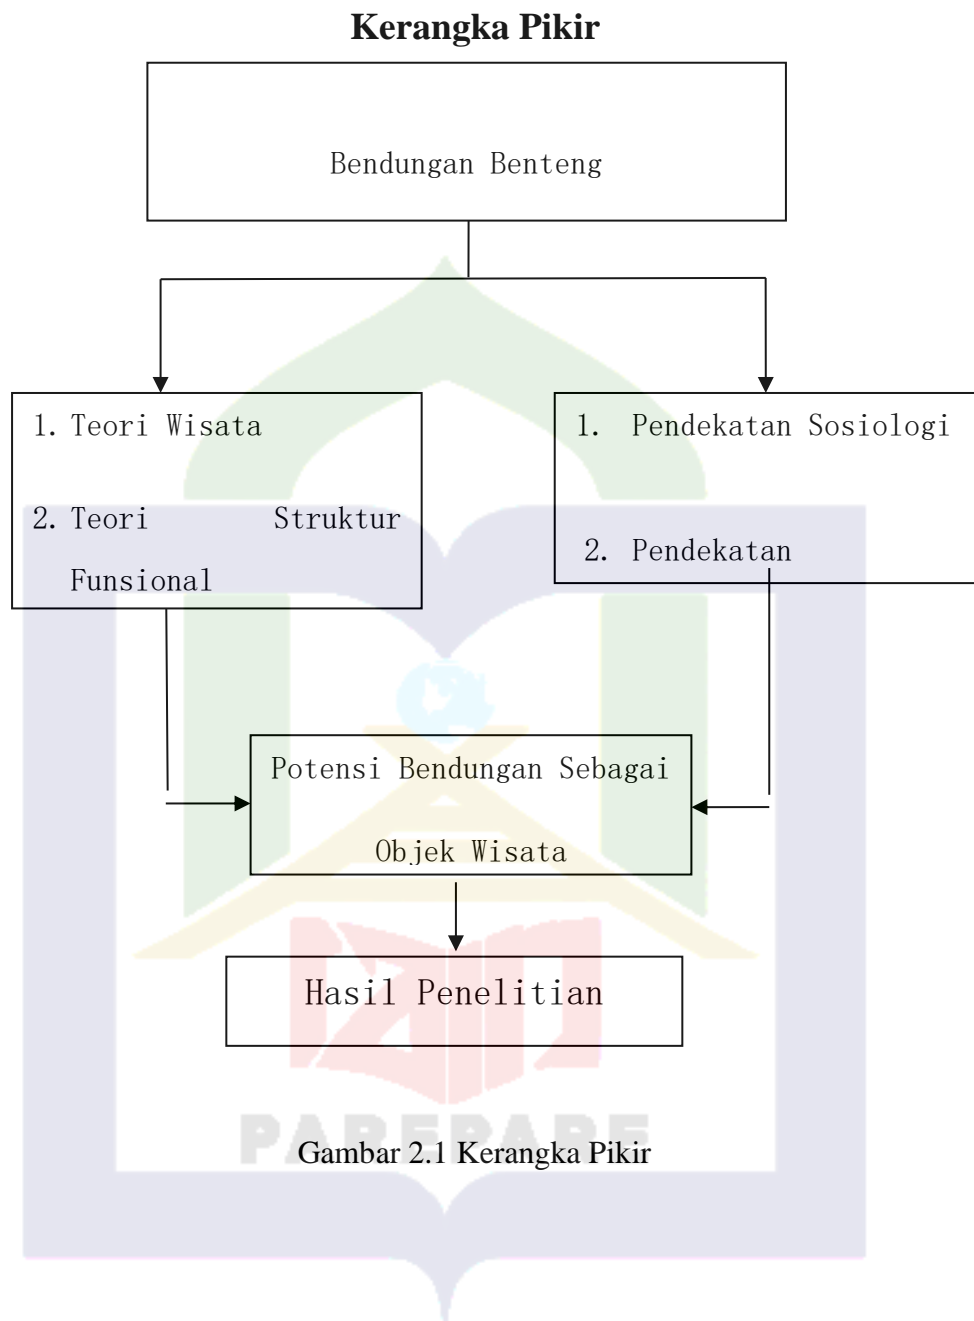 Kerangka Pikir
Bendungan Benteng
1. Teori Wisata
2. Teori Struktur
Funsional
1. Pendekatan Sosiologi
2. Pendekatan
Potensi Bendungan Sebagai
Objek Wisata
Hasil Penelitian
PAREPARE
Gambar 2.1 Kerangka Pikir